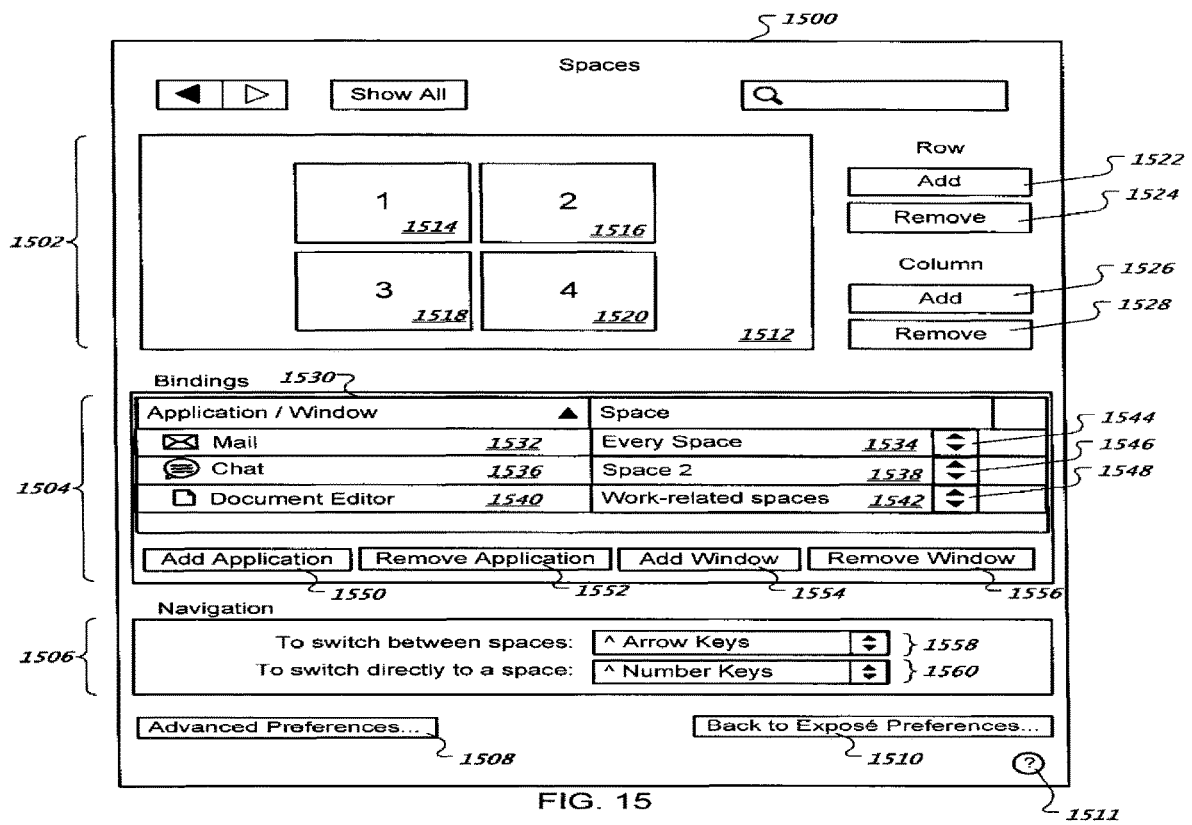 1500
Spaces
Show All
Row
1522
Add
1524
Remove
1 1514
2 1516
1502
Column
1526
3 1518
4 1520
Add
1528
1512
Remove
Bindings 1530
Application / Window Space
1544
Mail 1532 Every Space 1534
1546
Chat 1536 Space 2 1538
1548
1504
Document Editor 1540 Work-related spaces 1542
Add Application Remove Application Add Window Remove Window
1550 1552 1554 1556
Navigation
1506
To switch between spaces: ^ Arrow Keys 1558
To switch directly to a space: ^ Number Keys 1560
Advanced Preferences... Back to Exposé Preferences...
1508 1510
?
1511
FIG. 15